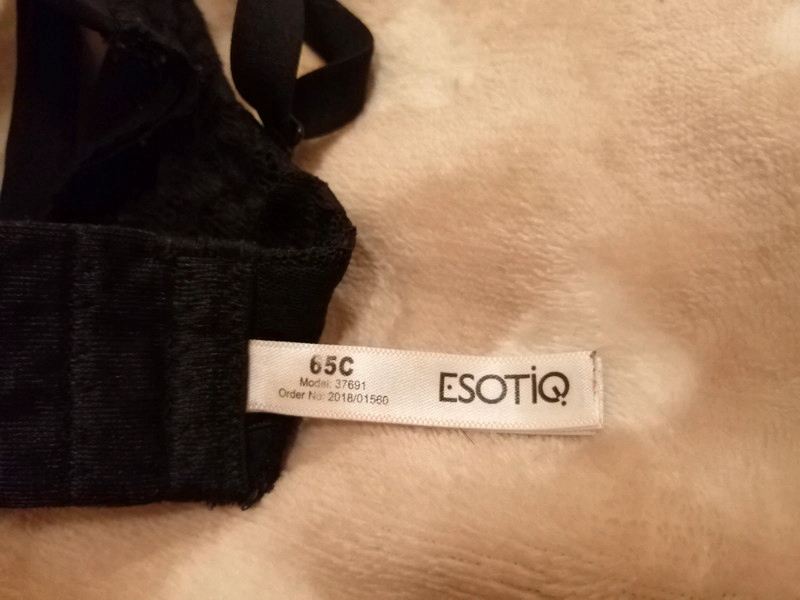 65C
Model: 37691
Order No: 2018/01560
ESOTIQ